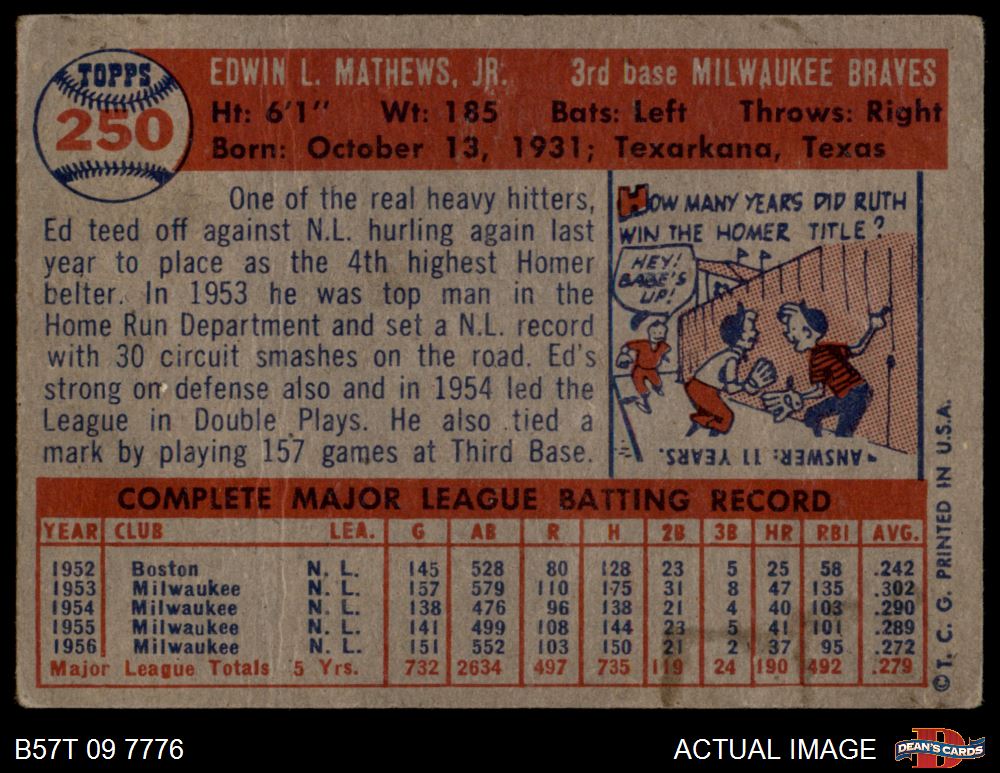 TOPPS
250
EDWIN L. MATHEWS, JR. 3rd base MILWAUKEE BRAVES
Ht: 6'1" Wt: 185 Bats: Left Throws: Right
Born: October 13, 1931; Texarkana, Texas
One of the real heavy hitters,
Ed teed off against N.L. hurling again last
year to place as the 4th highest Homer
belter. In 1953 he was top man in the
Home Run Department and set a N.L. record
with 30 circuit smashes on the road. Ed's
strong on defense also and in 1954 led the
League in Double Plays. He also tied a
mark by playing 157 games at Third Base.
HOW MANY YEARS DID RUTH
WIN THE HOMER TITLE?
HEY!
BABE'S
UP!
ANSWER: 11 YEARS.
COMPLETE MAJOR LEAGUE BATTING RECORD
YEAR CLUB LEA. G AB R H 2B 3B HR RBI AVG.
1952 Boston N. L. 145 528 80 128 23 5 25 58 .242
1953 Milwaukee N. L. 157 579 110 175 31 8 47 135 .302
1954 Milwaukee N. L. 138 476 96 138 21 4 40 103 .290
1955 Milwaukee N. L. 141 499 108 144 23 5 41 101 .289
1956 Milwaukee N. L. 151 552 103 150 21 2 37 95 .272
Major League Totals 5 Yrs. 732 2634 497 735 119 24 190 492 .279
© T. C. G. PRINTED IN U.S.A.
B57T 09 7776
ACTUAL IMAGE
D
DEAN'S CARDS